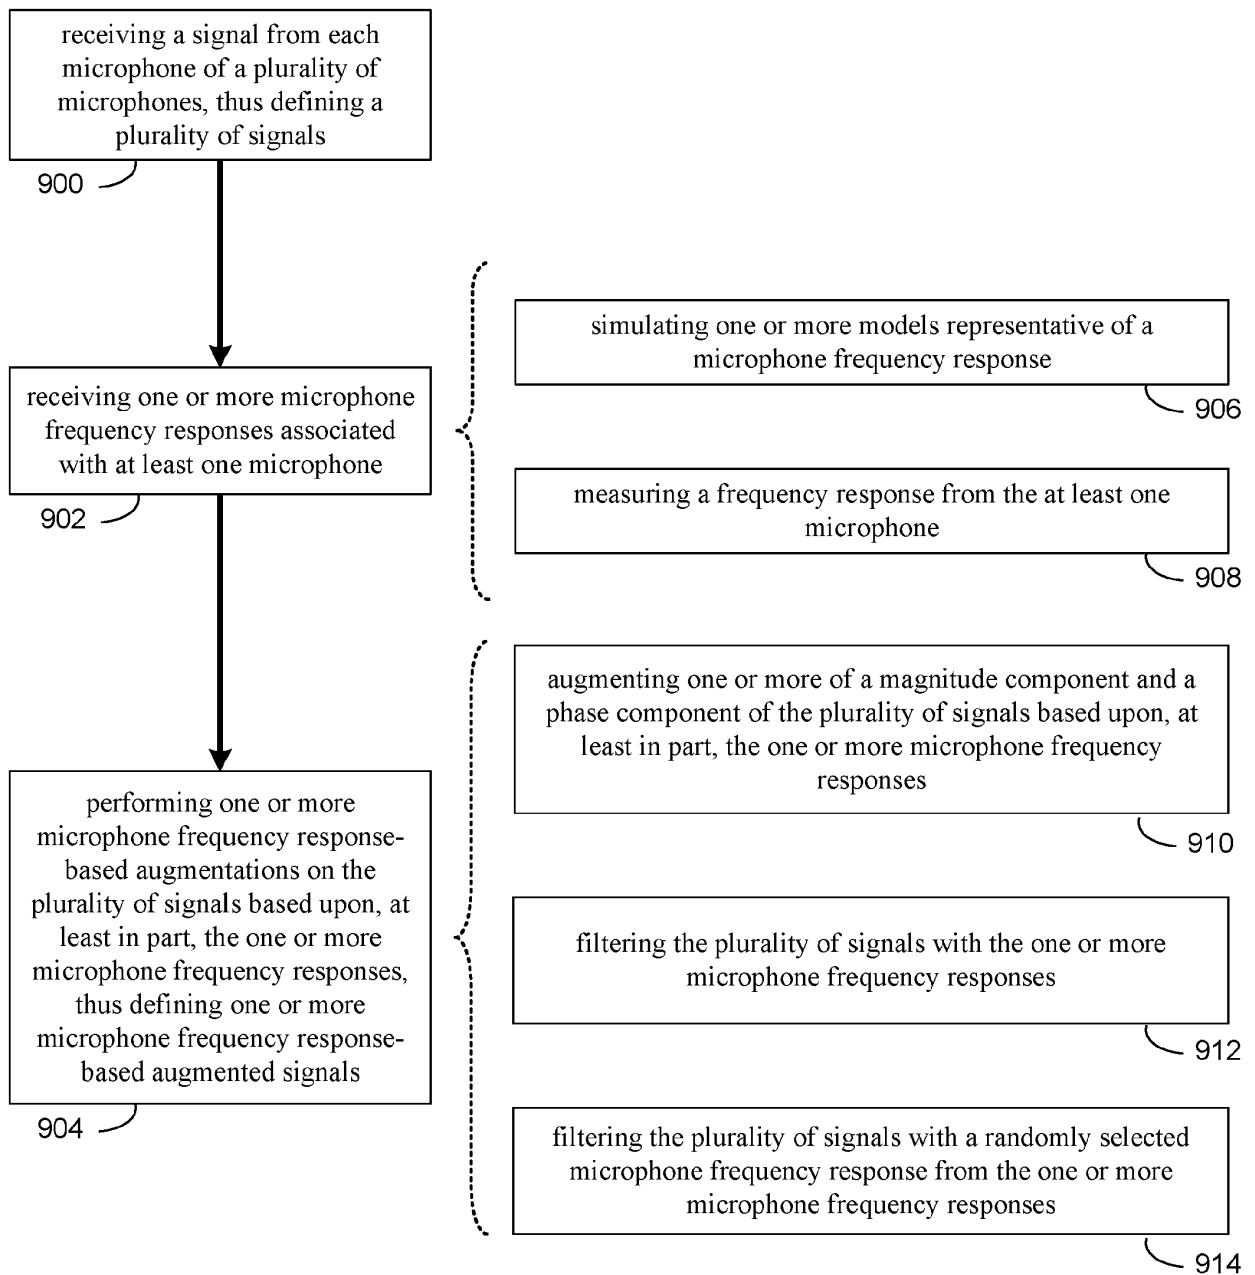 receiving a signal from each
microphone of a plurality of
microphones, thus defining a
plurality of signals
900
receiving one or more microphone
frequency responses associated
with at least one microphone
902
simulating one or more models representative of a
microphone frequency response
906
measuring a frequency response from the at least one
microphone
908
performing one or more
microphone frequency response-
based augmentations on the
plurality of signals based upon, at
least in part, the one or more
microphone frequency responses,
thus defining one or more
microphone frequency response-
based augmented signals
904
augmenting one or more of a magnitude component and a
phase component of the plurality of signals based upon, at
least in part, the one or more microphone frequency
responses
910
filtering the plurality of signals with the one or more
microphone frequency responses
912
filtering the plurality of signals with a randomly selected
microphone frequency response from the one or more
microphone frequency responses
914